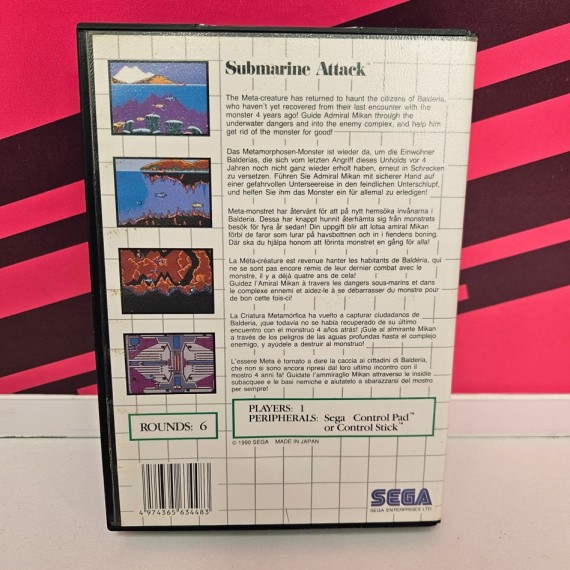 Submarine Attack™
The Meta-creature has returned to haunt the citizens of Balderia,
who haven't yet recovered from their last encounter with the
monster 4 years ago! Guide Admiral Mikan through the
underwater dangers and into the enemy complex, and help him
get rid of the monster for good!
Das Metamorphosen-Monster ist wieder da, um die Einwohner
Balderias, die sich vom letzten Angriff dieses Unholds vor 4
Jahren noch nicht ganz wieder erholt haben, erneut in Schrecken
zu versetzen. Führen Sie Admiral Mikan mit sicherer Hand auf
einer gefahrvollen Unterseereise in den feindlichen Unterschlupf,
und helfen Sie ihm das Monster ein für allemal zu erledigen!
Meta-monstret har återvänt för att på nytt hemsöka invånarna i
Balderia. Dessa har knappt hunnit återhämta sig från monstrets
besök för fyra år sedan! Din uppgift blir att lotsa amiral Mikan
förbi de faror som lurar på havsbottnen och in i fiendens boning.
Där ska du hjälpa honom att förinta monstret en gång för alla!
La Méta-créature est revenue hanter les habitants de Baldéria, qui
ne se sont pas encore remis de leur dernier combat avec le
monstre, il y a déjà quatre ans de cela!
Guidez l'Amiral Mikan à travers les dangers sous-marins et dans
le complexe ennemi et aidez-le à se débarrasser du monstre pour
de bon cette fois-ci!
La Criatura Metamórfica ha vuelto a capturar ciudadanos de
Balderia, ¡que todavía no se había recuperado de su último
encuentro con el monstruo 4 años atrás! ¡Guíe al almirante Mikan
a través de los peligros de las aguas profundas hasta el complejo
enemigo, y ayúdele a destruir al monstruo!
L'essere Meta è tornato a dare la caccia ai cittadini di Balderia,
che non si sono ancora ripresi dal loro ultimo incontro con il
mostro 4 anni fa! Guidate l'ammiraglio Mikan attraverso le insidie
subacquee e le basi nemiche e aiutatelo a sbarazzarsi del mostro
per sempre!
ROUNDS: 6
PLAYERS: 1
PERIPHERALS: Sega Control Pad™
or Control Stick™
© 1990 SEGA MADE IN JAPAN
4 974365 634483
SEGA
SEGA ENTERPRISES LTD.